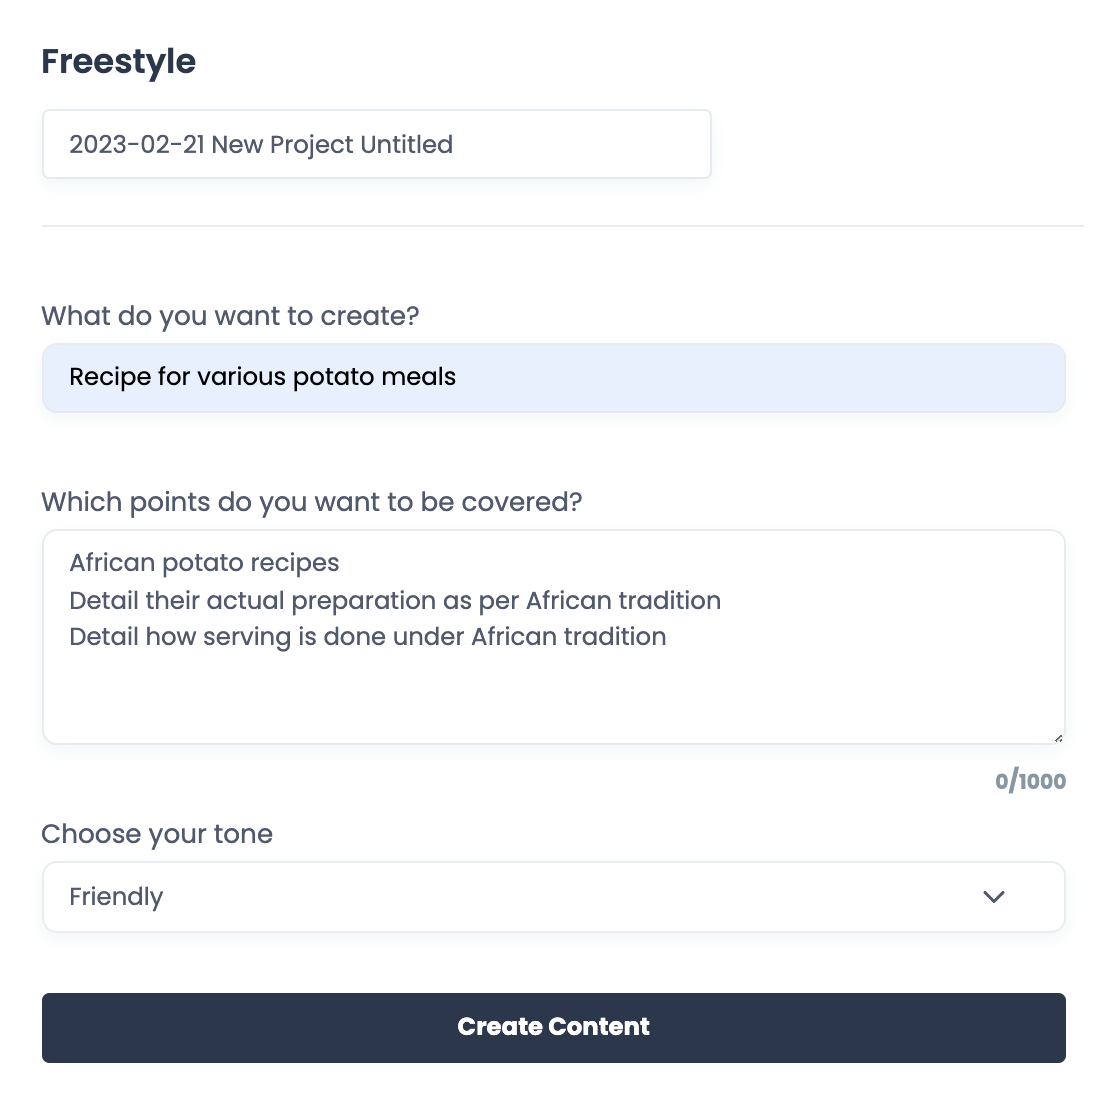 Freestyle
2023-02-21 New Project Untitled
What do you want to create?
Recipe for various potato meals
Which points do you want to be covered?
African potato recipes
Detail their actual preparation as per African tradition
Detail how serving is done under African tradition
0/1000
Choose your tone
Friendly
Create Content